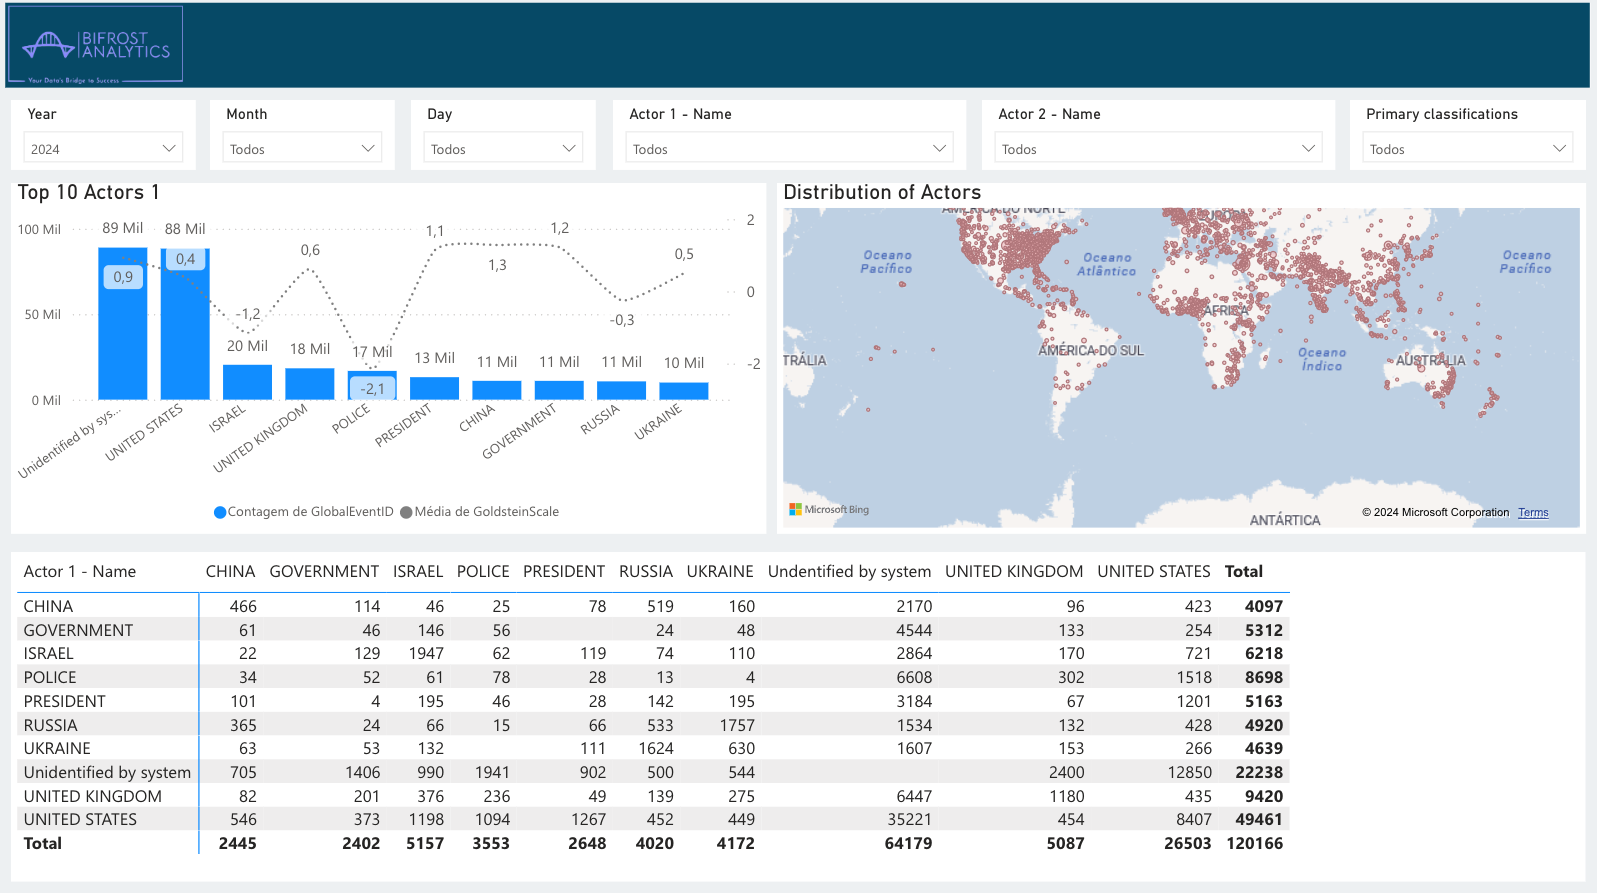 BIFROST
ANALYTICS
Your Data's Bridge to Success
Year
Month
Day
Actor 1 - Name
Actor 2 - Name
Primary classifications
2024
Todos
Todos
Todos
Todos
Todos
Top 10 Actors 1
100 Mil
50 Mil
0 Mil
89 Mil
88 Mil
20 Mil
18 Mil
17 Mil
13 Mil
11 Mil
11 Mil
11 Mil
10 Mil
0,9
0,4
-1,2
0,6
-2,1
1,1
1,3
1,2
-0,3
0,5
2
0
-2
Unidentified by sys...
UNITED STATES
ISRAEL
UNITED KINGDOM
POLICE
PRESIDENT
CHINA
GOVERNMENT
RUSSIA
UKRAINE
Contagem de GlobalEventID
Média de GoldsteinScale
Distribution of Actors
AMÉRICA DO NORTE
EUROPA
Oceano
Pacífico
Oceano
Atlântico
Oceano
Pacífico
ÁFRICA
TRÁLIA
AMÉRICA DO SUL
Oceano
Índico
AUSTRÁLIA
ANTÁRTICA
Microsoft Bing
© 2024 Microsoft Corporation Terms
Actor 1 - Name CHINA GOVERNMENT ISRAEL POLICE PRESIDENT RUSSIA UKRAINE Undentified by system UNITED KINGDOM UNITED STATES Total
CHINA 466 114 46 25 78 519 160 2170 96 423 4097
GOVERNMENT 61 46 146 56 24 48 4544 133 254 5312
ISRAEL 22 129 1947 62 119 74 110 2864 170 721 6218
POLICE 34 52 61 78 28 13 4 6608 302 1518 8698
PRESIDENT 101 4 195 46 28 142 195 3184 67 1201 5163
RUSSIA 365 24 66 15 66 533 1757 1534 132 428 4920
UKRAINE 63 53 132 111 1624 630 1607 153 266 4639
Unidentified by system 705 1406 990 1941 902 500 544 2400 12850 22238
UNITED KINGDOM 82 201 376 236 49 139 275 6447 1180 435 9420
UNITED STATES 546 373 1198 1094 1267 452 449 35221 454 8407 49461
Total 2445 2402 5157 3553 2648 4020 4172 64179 5087 26503 120166